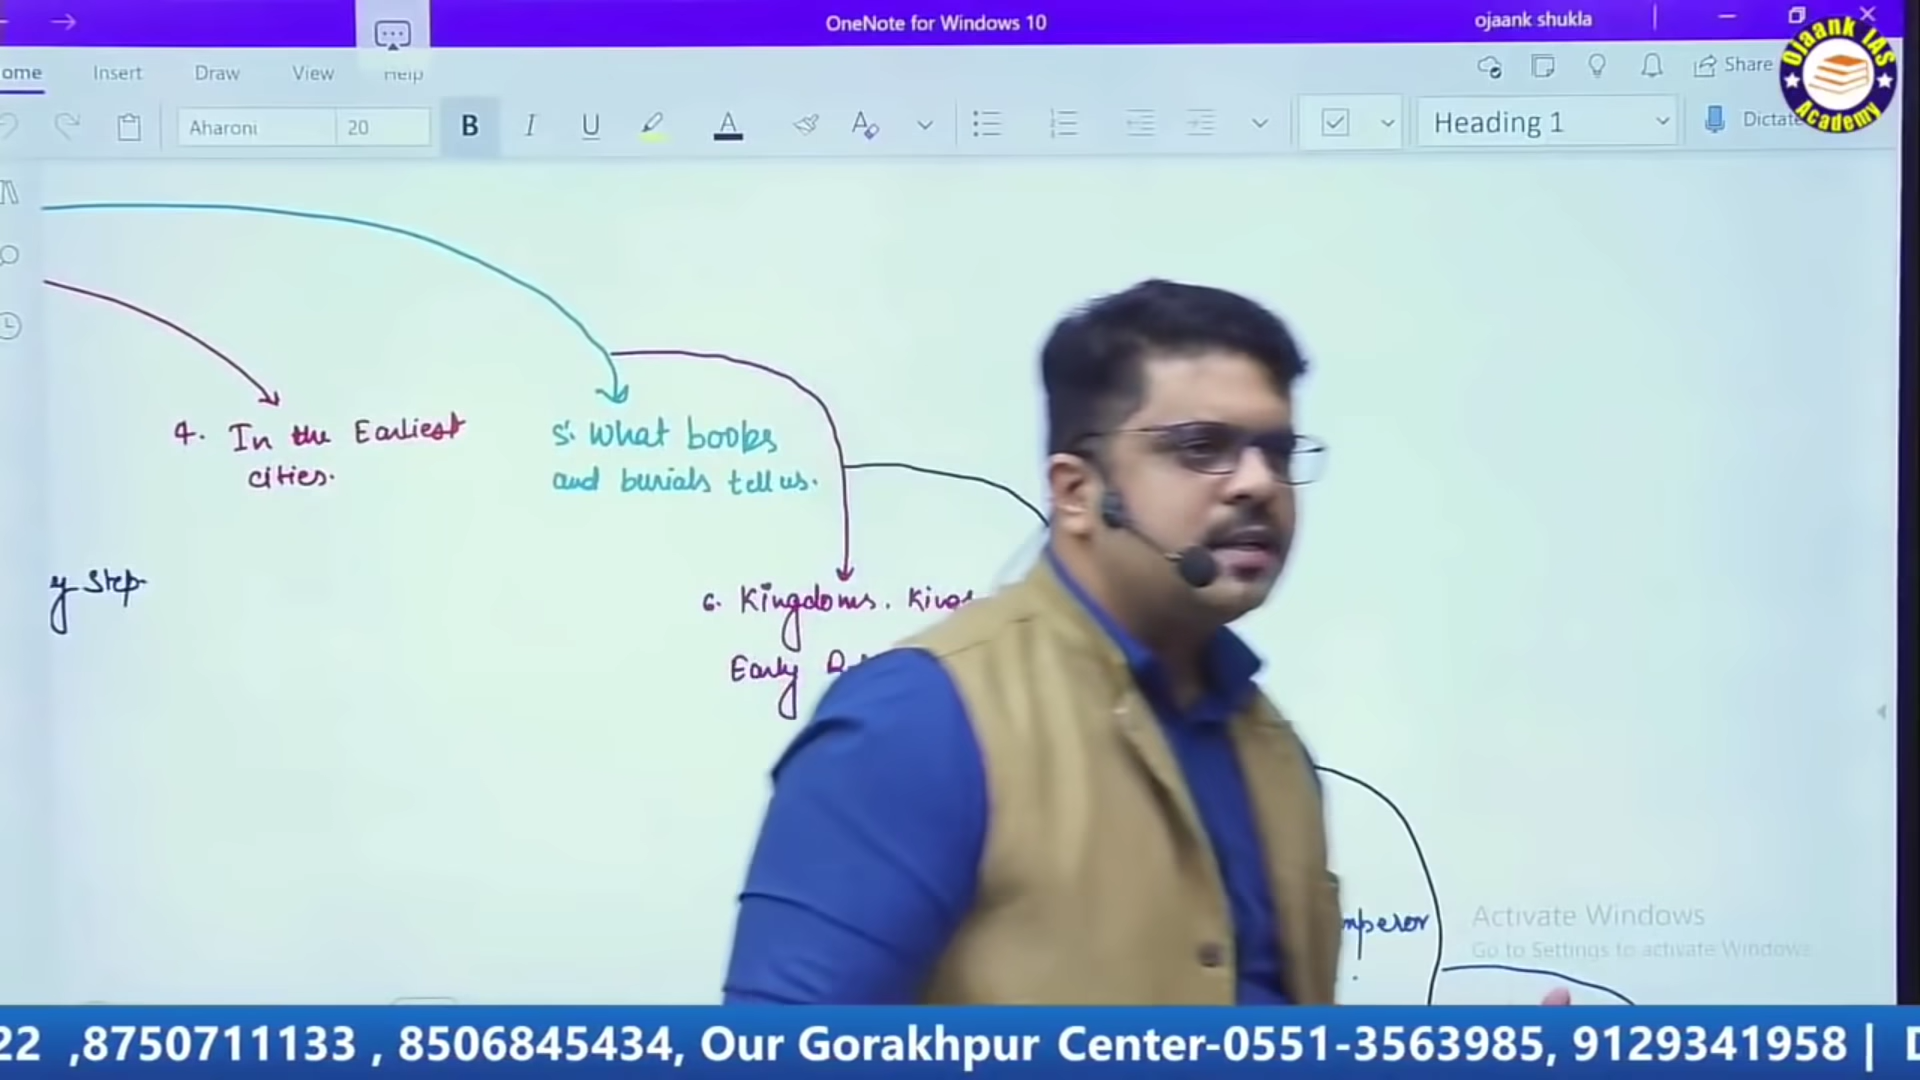 OneNote for Windows 10
ojaank shukla
ome
Insert
Draw
View
Help
Share
Aharoni
20
B
I
U
A
A
Heading 1
Dictate
Ojaank IAS
Academy
4. In the Earliest
cities.
5. What books
and burials tell us.
y Step
6. Kingdoms. Kings
Early
mperor
Activate Windows
Go to Settings to activate Windows
22 ,8750711133 , 8506845434, Our Gorakhpur Center-0551-3563985, 9129341958 | D